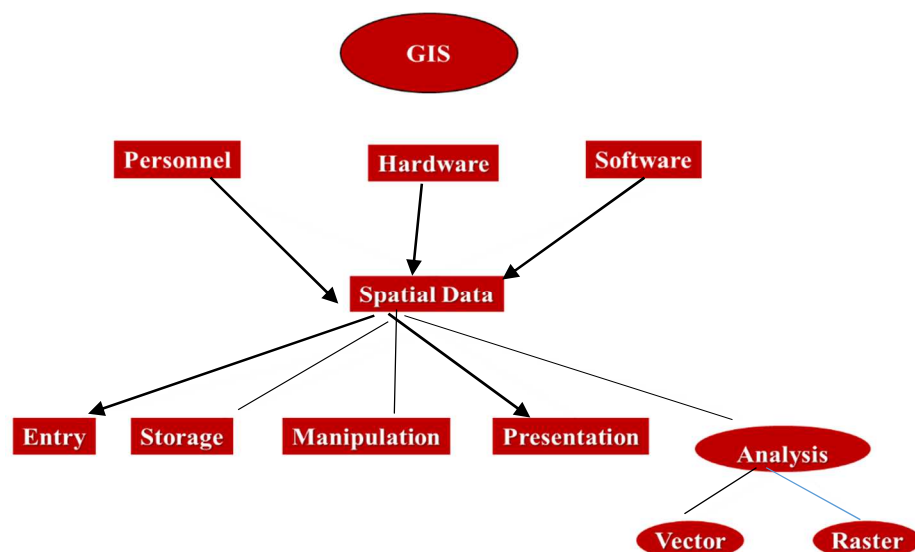 GIS
Personnel
Hardware
Software
Spatial Data
Entry
Storage
Manipulation
Presentation
Analysis
Vector
Raster